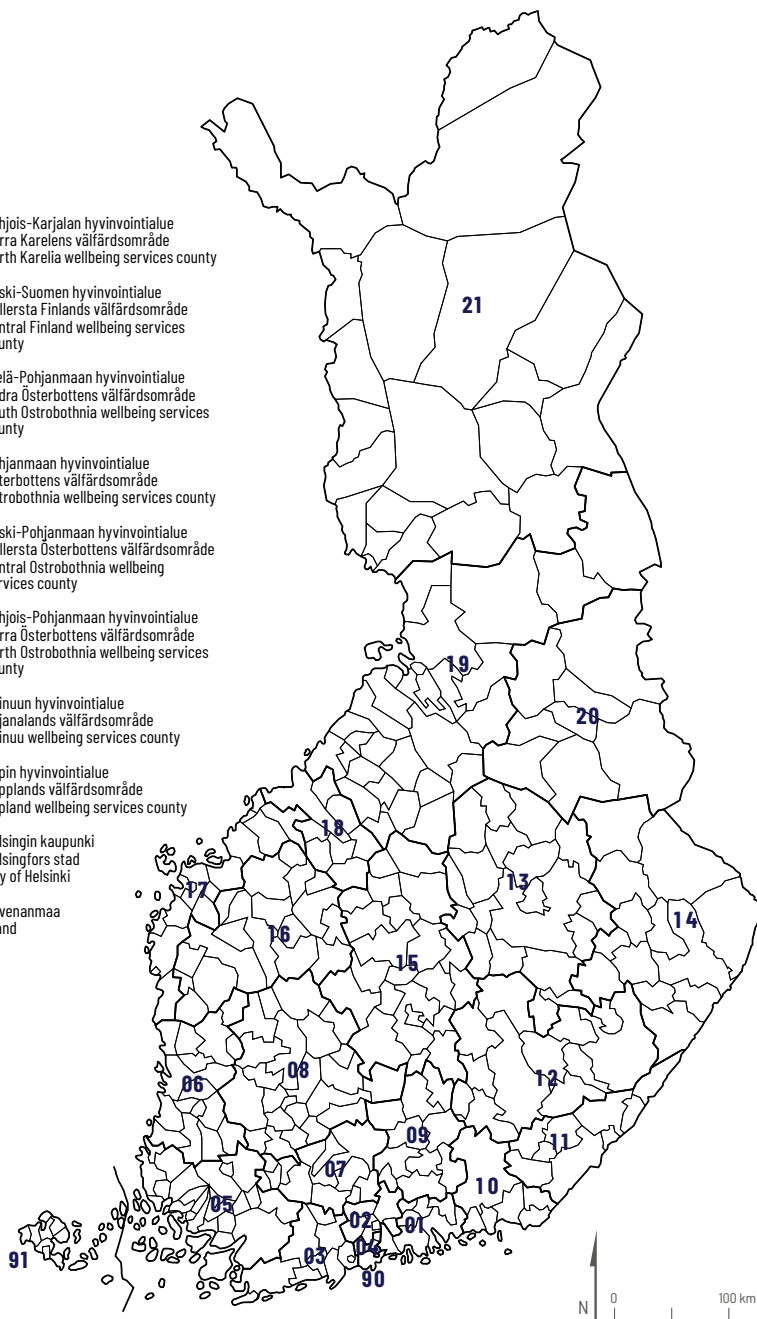 hjois-Karjalan hyvinvointialue
rra Karelens välfärdsområde
rth Karelia wellbeing services county
ski-Suomen hyvinvointialue
llersta Finlands välfärdsområde
ntral Finland wellbeing services
unty
elä-Pohjanmaan hyvinvointialue
dra Österbottens välfärdsområde
uth Ostrobothnia wellbeing services
unty
hjanmaan hyvinvointialue
terbottens välfärdsområde
trobothnia wellbeing services county
ski-Pohjanmaan hyvinvointialue
llersta Österbottens välfärdsområde
ntral Ostrobothnia wellbeing
rvices county
hjois-Pohjanmaan hyvinvointialue
rra Österbottens välfärdsområde
rth Ostrobothnia wellbeing services
unty
inuun hyvinvointialue
janalands välfärdsområde
inuu wellbeing services county
pin hyvinvointialue
pplands välfärdsområde
pland wellbeing services county
lsingin kaupunki
lsingfors stad
y of Helsinki
venanmaa
and
21
19
20
18
17
13
16
14
15
08
12
06
09
11
07
10
05
02
01
04
03
91
90
N
0
100 km